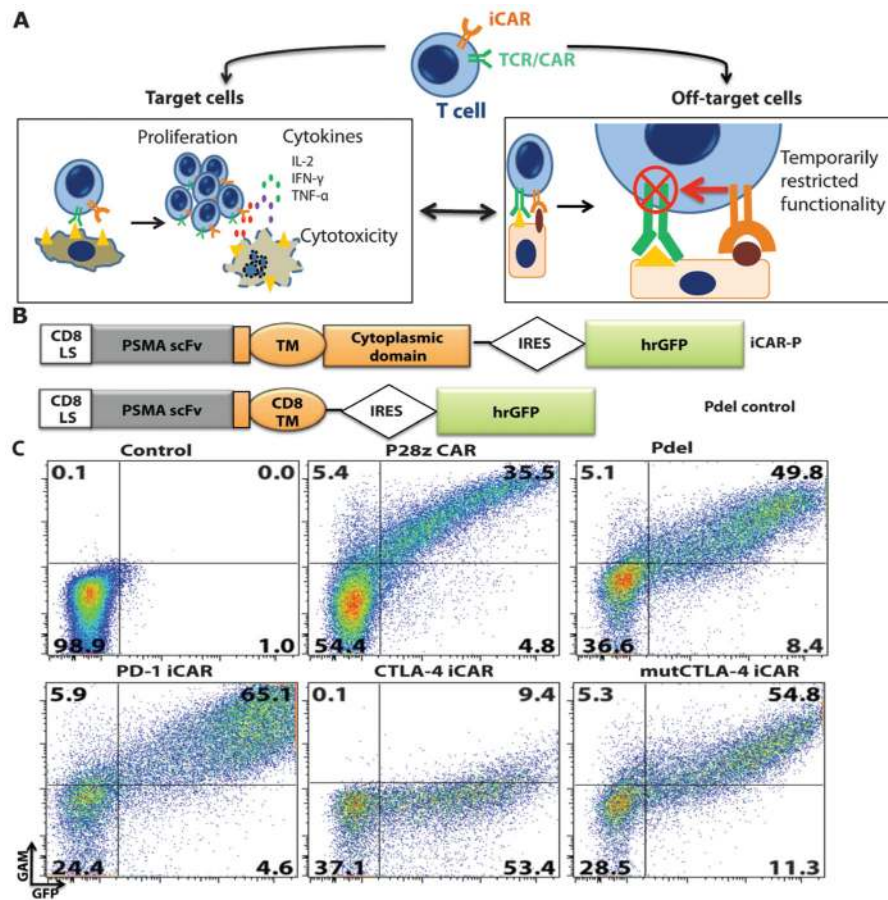 A
iCAR
TCR/CAR
T cell
Target cells
Off-target cells
Proliferation
Cytokines
IL-2
IFN-γ
TNF-α
Cytotoxicity
Temporarily
restricted
functionality
B
CD8
LS
PSMA scFv
TM
Cytoplasmic
domain
IRES
hrGFP
iCAR-P
CD8
LS
PSMA scFv
CD8
TM
IRES
hrGFP
Pdel control
C
Control
P28z CAR
Pdel
0.1
0.0
5.4
35.5
5.1
49.8
98.9
1.0
54.4
4.8
36.6
8.4
PD-1 iCAR
CTLA-4 iCAR
mutCTLA-4 iCAR
5.9
65.1
0.1
9.4
5.3
54.8
24.4
4.6
37.1
53.4
28.5
11.3
GAM
GFP